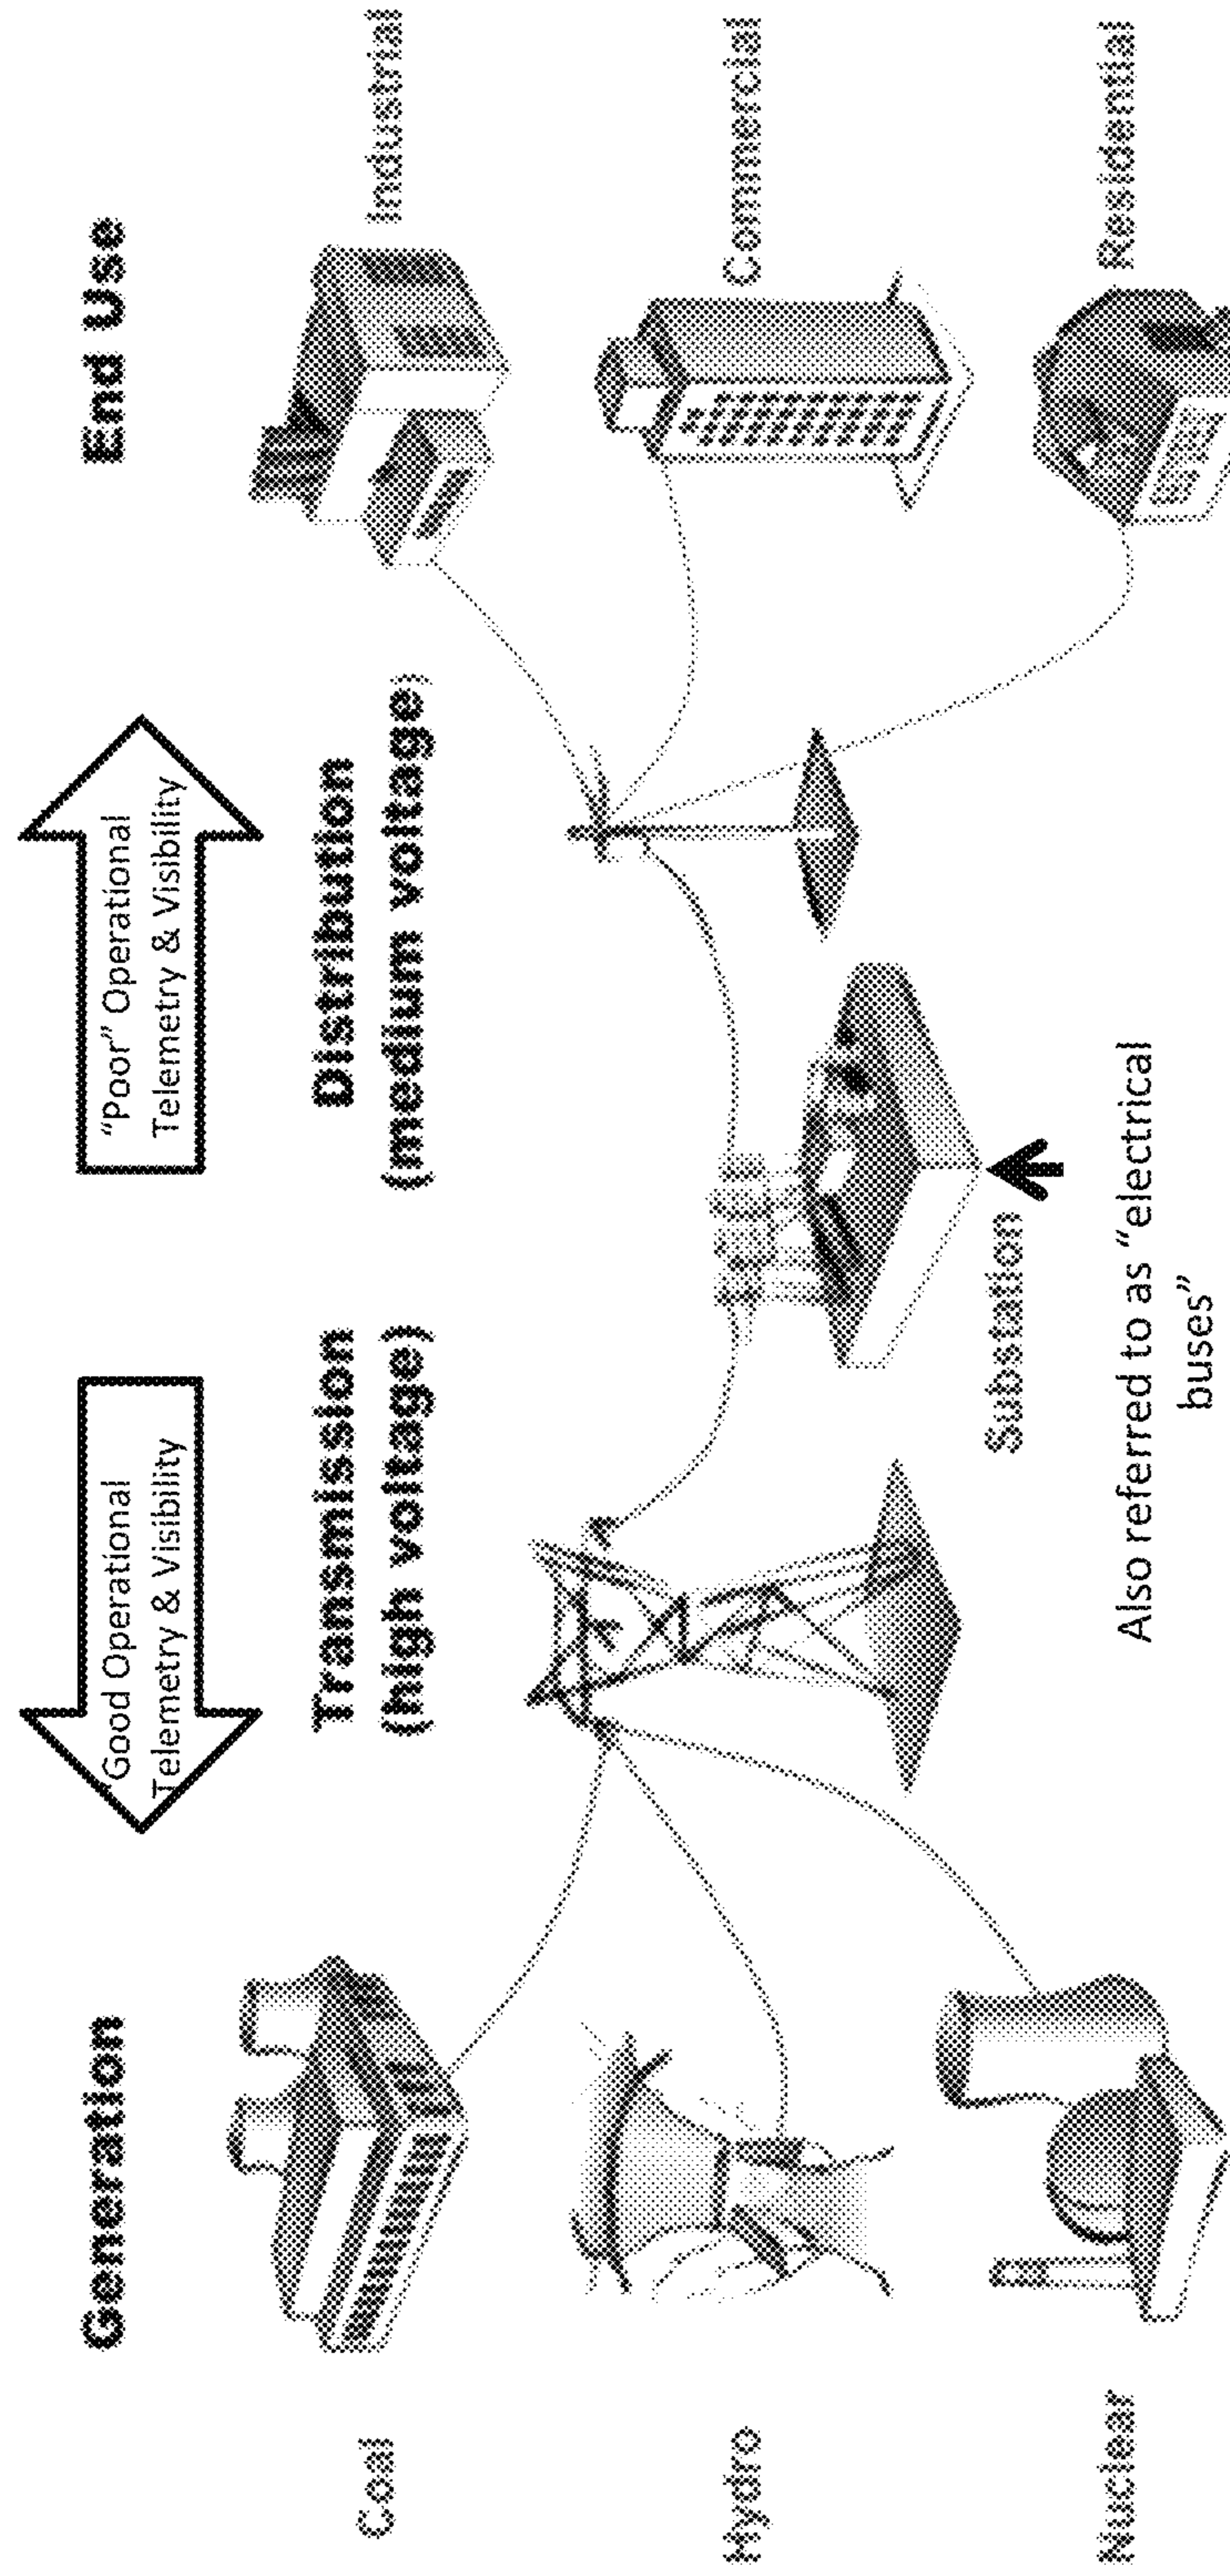 Generation
End Use
"Good Operational
Telemetry & Visibility
"Poor" Operational
Telemetry & Visibility
Transmission
(high voltage)
Distribution
(medium voltage)
Coal
Hydro
Nuclear
Industrial
Commercial
Residential
Substation
Also referred to as "electrical
buses"